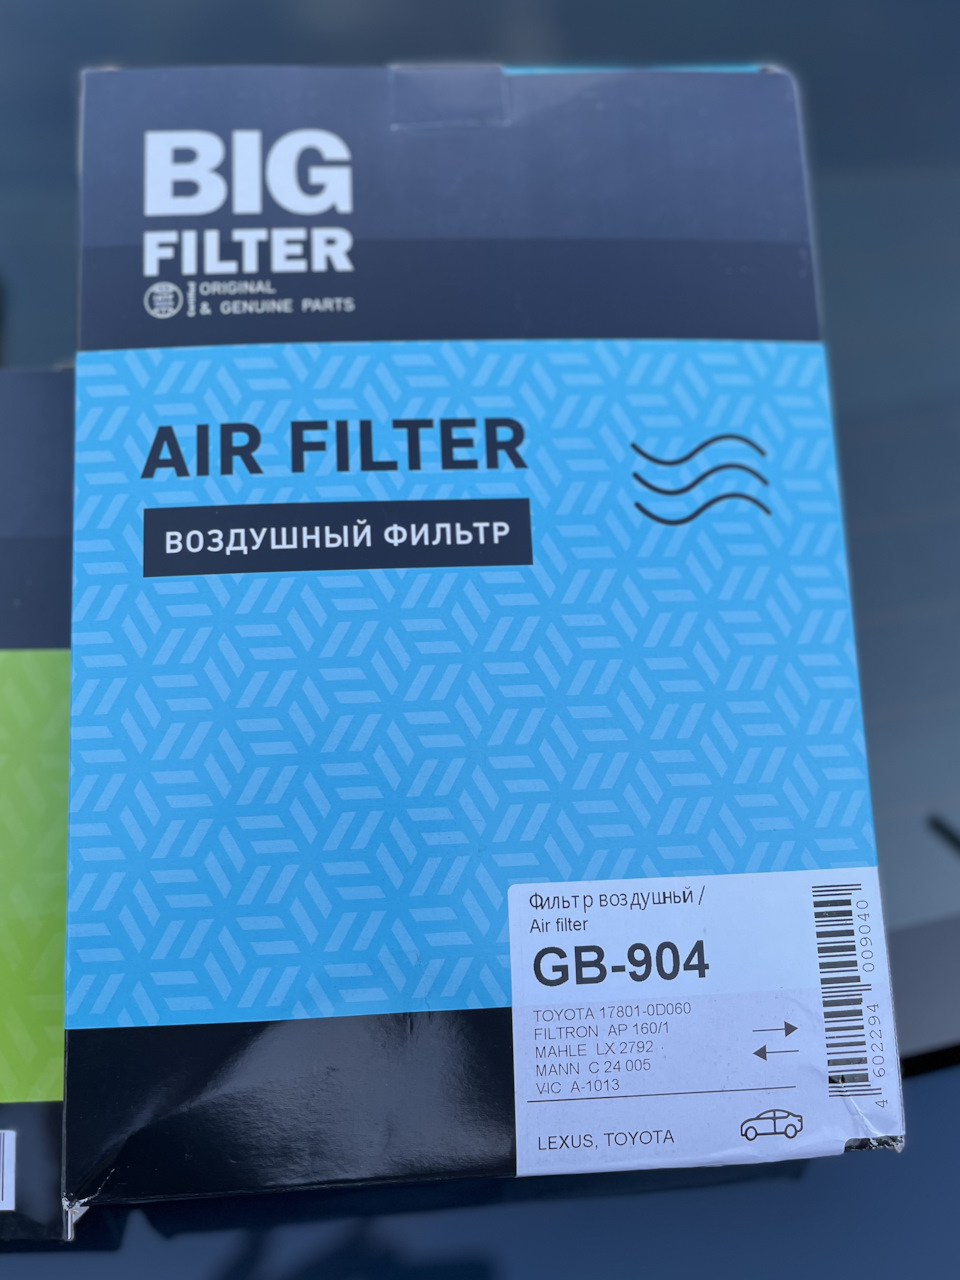 BIG
FILTER
Certified
ORIGINAL
& GENUINE PARTS
AIR FILTER
ВОЗДУШНЫЙ ФИЛЬТР
Фильтр воздушный /
Air filter
GB-904
TOYOTA 17801-0D060
FILTRON AP 160/1
MAHLE LX 2792
MANN C 24 005
VIC A-1013
LEXUS, TOYOTA
4 602294 009040